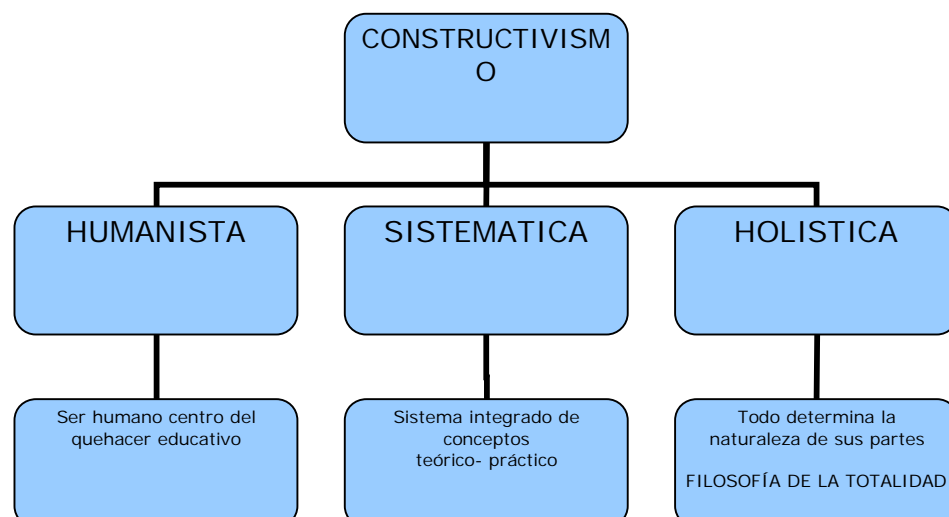 CONSTRUCTIVISM
O
HUMANISTA
SISTEMATICA
HOLISTICA
Ser humano centro del
quehacer educativo
Sistema integrado de
conceptos
teórico- práctico
Todo determina la
naturaleza de sus partes
FILOSOFÍA DE LA TOTALIDAD